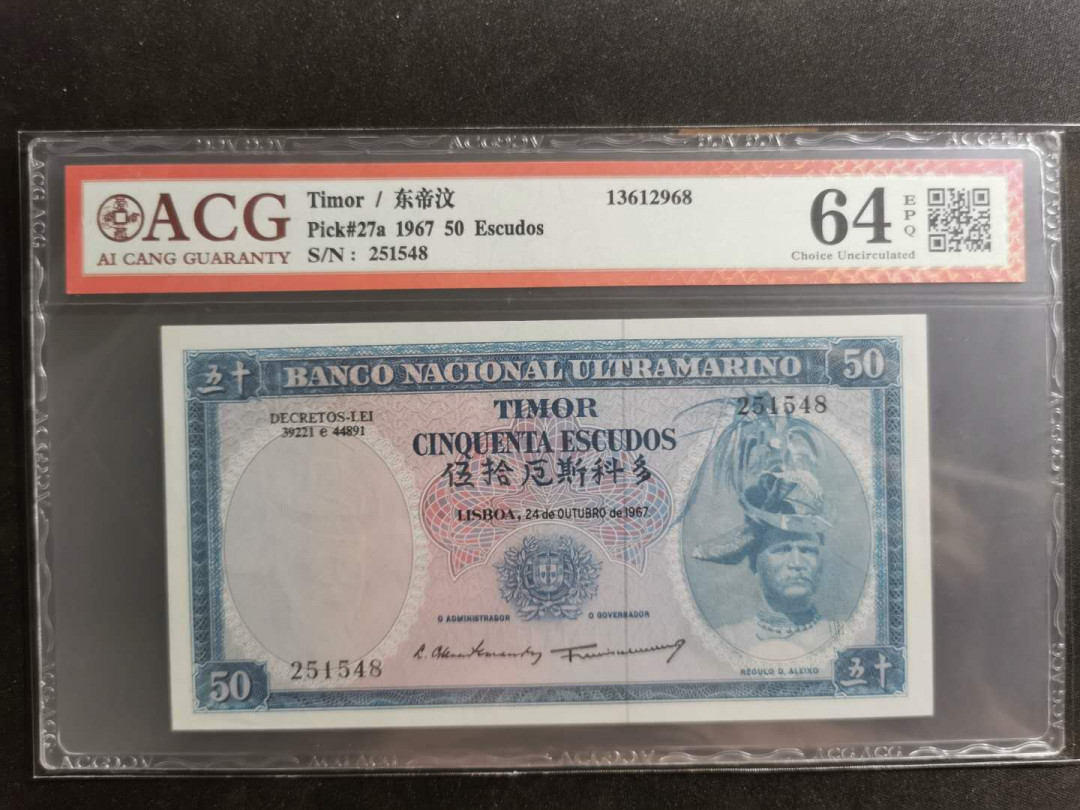 ACG
AI CANG GUARANTY
Timor / 东帝汶
Pick#27a 1967 50 Escudos
S/N: 251548
13612968
64
EPQ
Choice Uncirculated
五十
BANCO NACIONAL ULTRAMARINO
50
DECRETOS-LEI
39221 e 44891
TIMOR
251548
CINQUENTA ESCUDOS
伍拾厄斯科多
LISBOA, 24 de OUTUBRO de 1967
O ADMINISTRADOR
O GOVERNADOR
251548
RÉGULO D. ALEIXO
50
五十